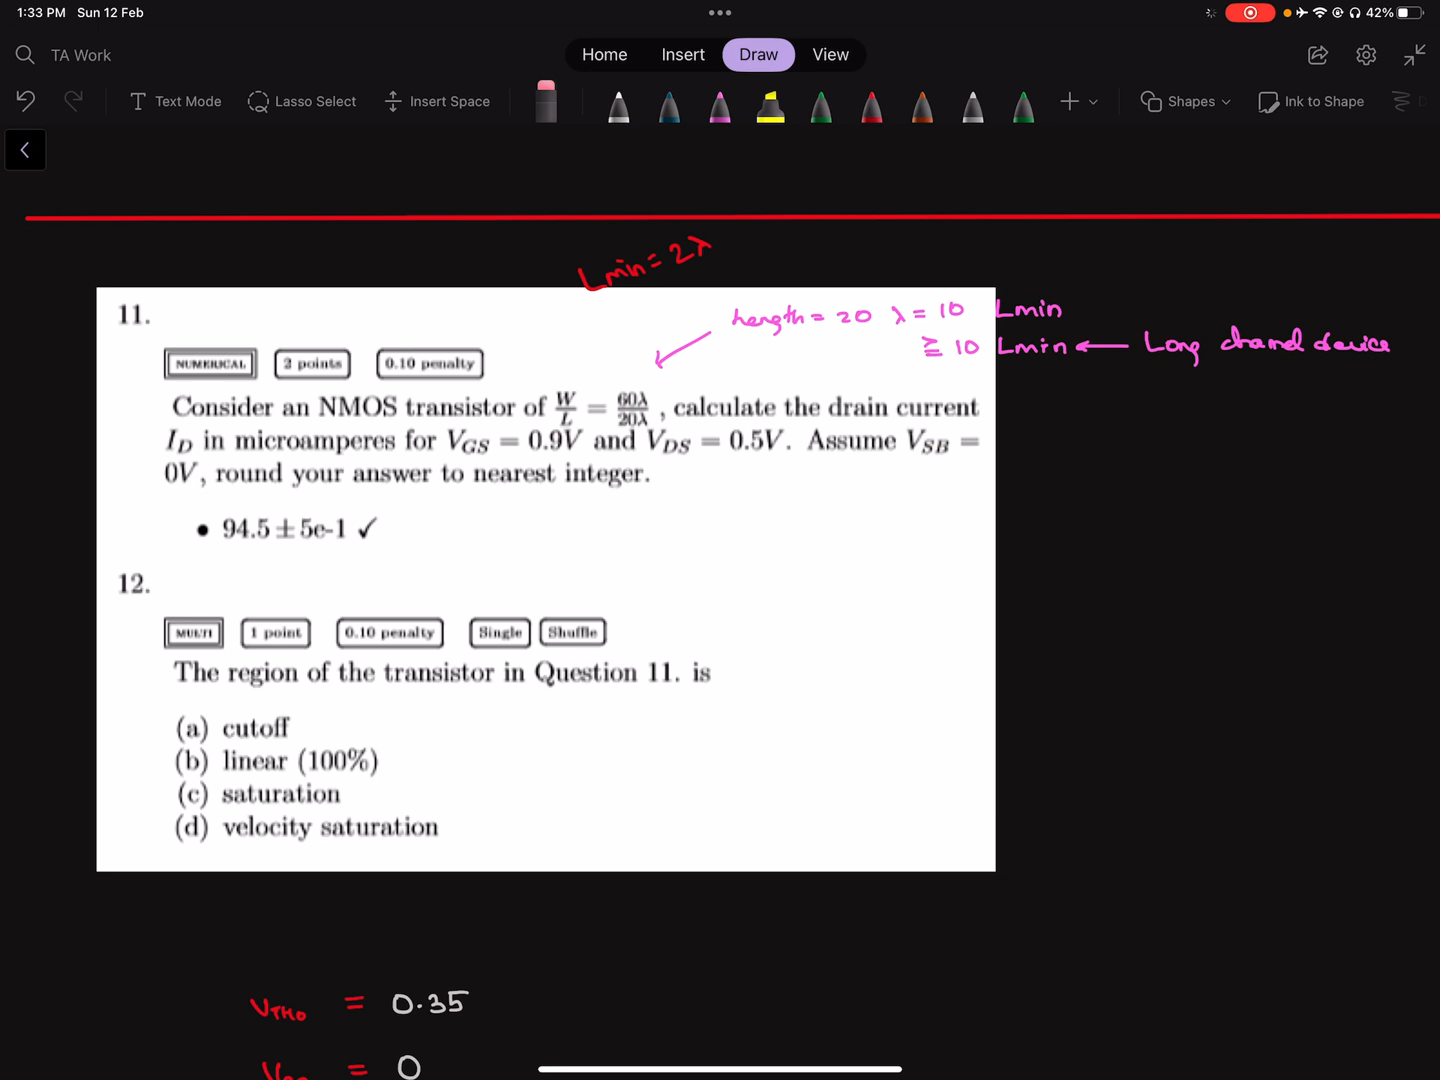 1:33 PM Sun 12 Feb
42%
TA Work
Home Insert Draw View
Text Mode Lasso Select Insert Space Shapes Ink to Shape
Lmin = 2λ
Length = 20 λ = 10 Lmin
≥ 10 Lmin ← Long channel device
11.
NUMERICAL 2 points 0.10 penalty
Consider an NMOS transistor of W/L = 60λ/20λ , calculate the drain current
I_D in microamperes for V_GS = 0.9V and V_DS = 0.5V. Assume V_SB =
0V, round your answer to nearest integer.
• 94.5 ± 5e-1 ✓
12.
MULTI 1 point 0.10 penalty Single Shuffle
The region of the transistor in Question 11. is
(a) cutoff
(b) linear (100%)
(c) saturation
(d) velocity saturation
V_TH0 = 0.35
= 0